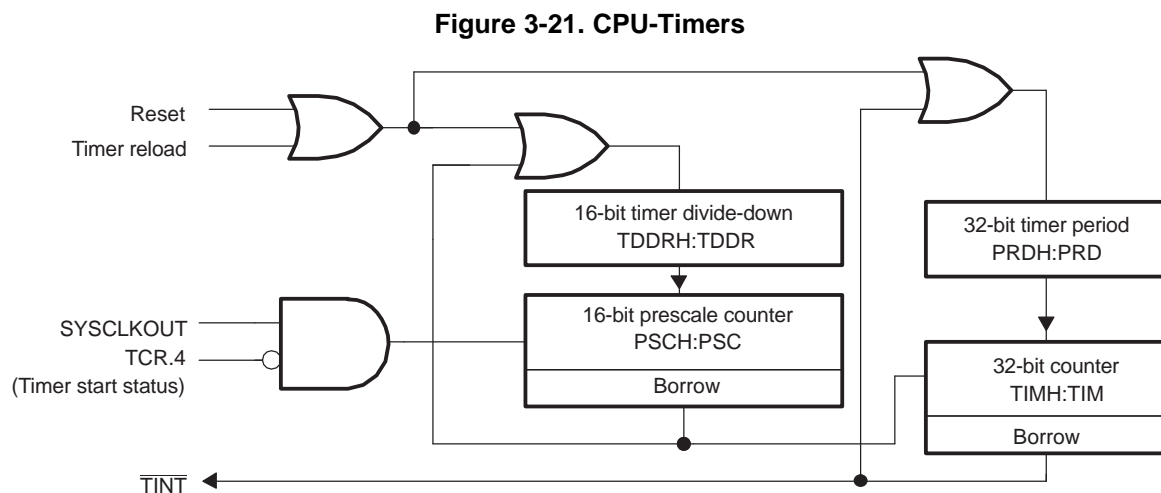 Figure 3-21. CPU-Timers
Reset
Timer reload
16-bit timer divide-down
TDDRH:TDDR
32-bit timer period
PRDH:PRD
SYSCLKOUT
TCR.4
(Timer start status)
16-bit prescale counter
PSCH:PSC
Borrow
32-bit counter
TIMH:TIM
Borrow
TINT